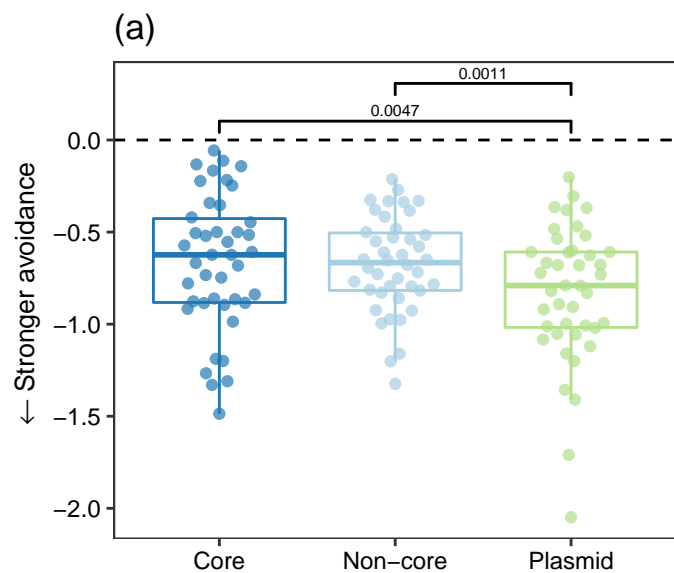 (a)
0.0011
0.0047
0.0
−0.5
−1.0
−1.5
−2.0
← Stronger avoidance
Core
Non−core
Plasmid